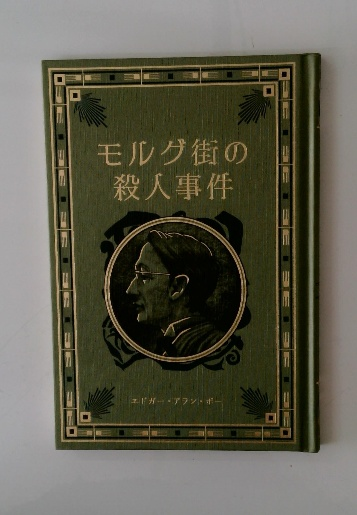 モルグ街の
殺人事件
エドガー・アラン・ポー